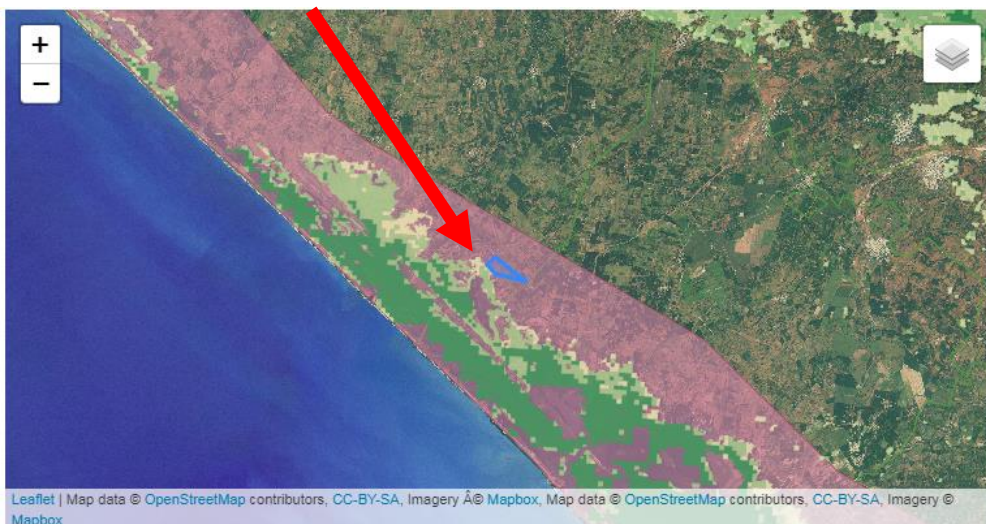 +
−
Leaflet | Map data © OpenStreetMap contributors, CC-BY-SA, Imagery Â© Mapbox, Map data © OpenStreetMap contributors, CC-BY-SA, Imagery ©
Mapbox